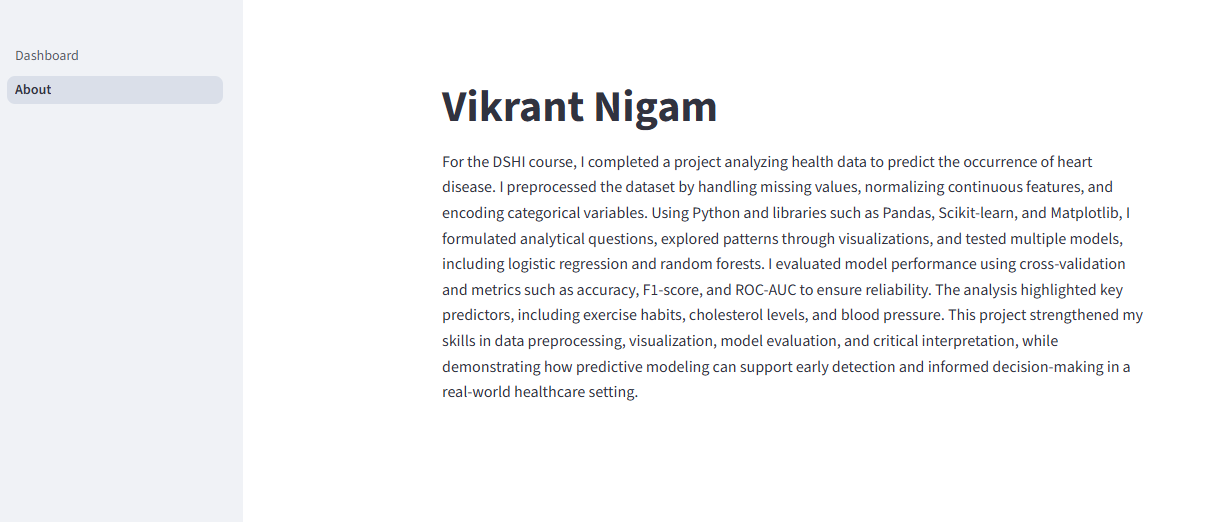 Dashboard
About
Vikrant Nigam
For the DSHI course, I completed a project analyzing health data to predict the occurrence of heart
disease. I preprocessed the dataset by handling missing values, normalizing continuous features, and
encoding categorical variables. Using Python and libraries such as Pandas, Scikit-learn, and Matplotlib, I
formulated analytical questions, explored patterns through visualizations, and tested multiple models,
including logistic regression and random forests. I evaluated model performance using cross-validation
and metrics such as accuracy, F1-score, and ROC-AUC to ensure reliability. The analysis highlighted key
predictors, including exercise habits, cholesterol levels, and blood pressure. This project strengthened my
skills in data preprocessing, visualization, model evaluation, and critical interpretation, while
demonstrating how predictive modeling can support early detection and informed decision-making in a
real-world healthcare setting.